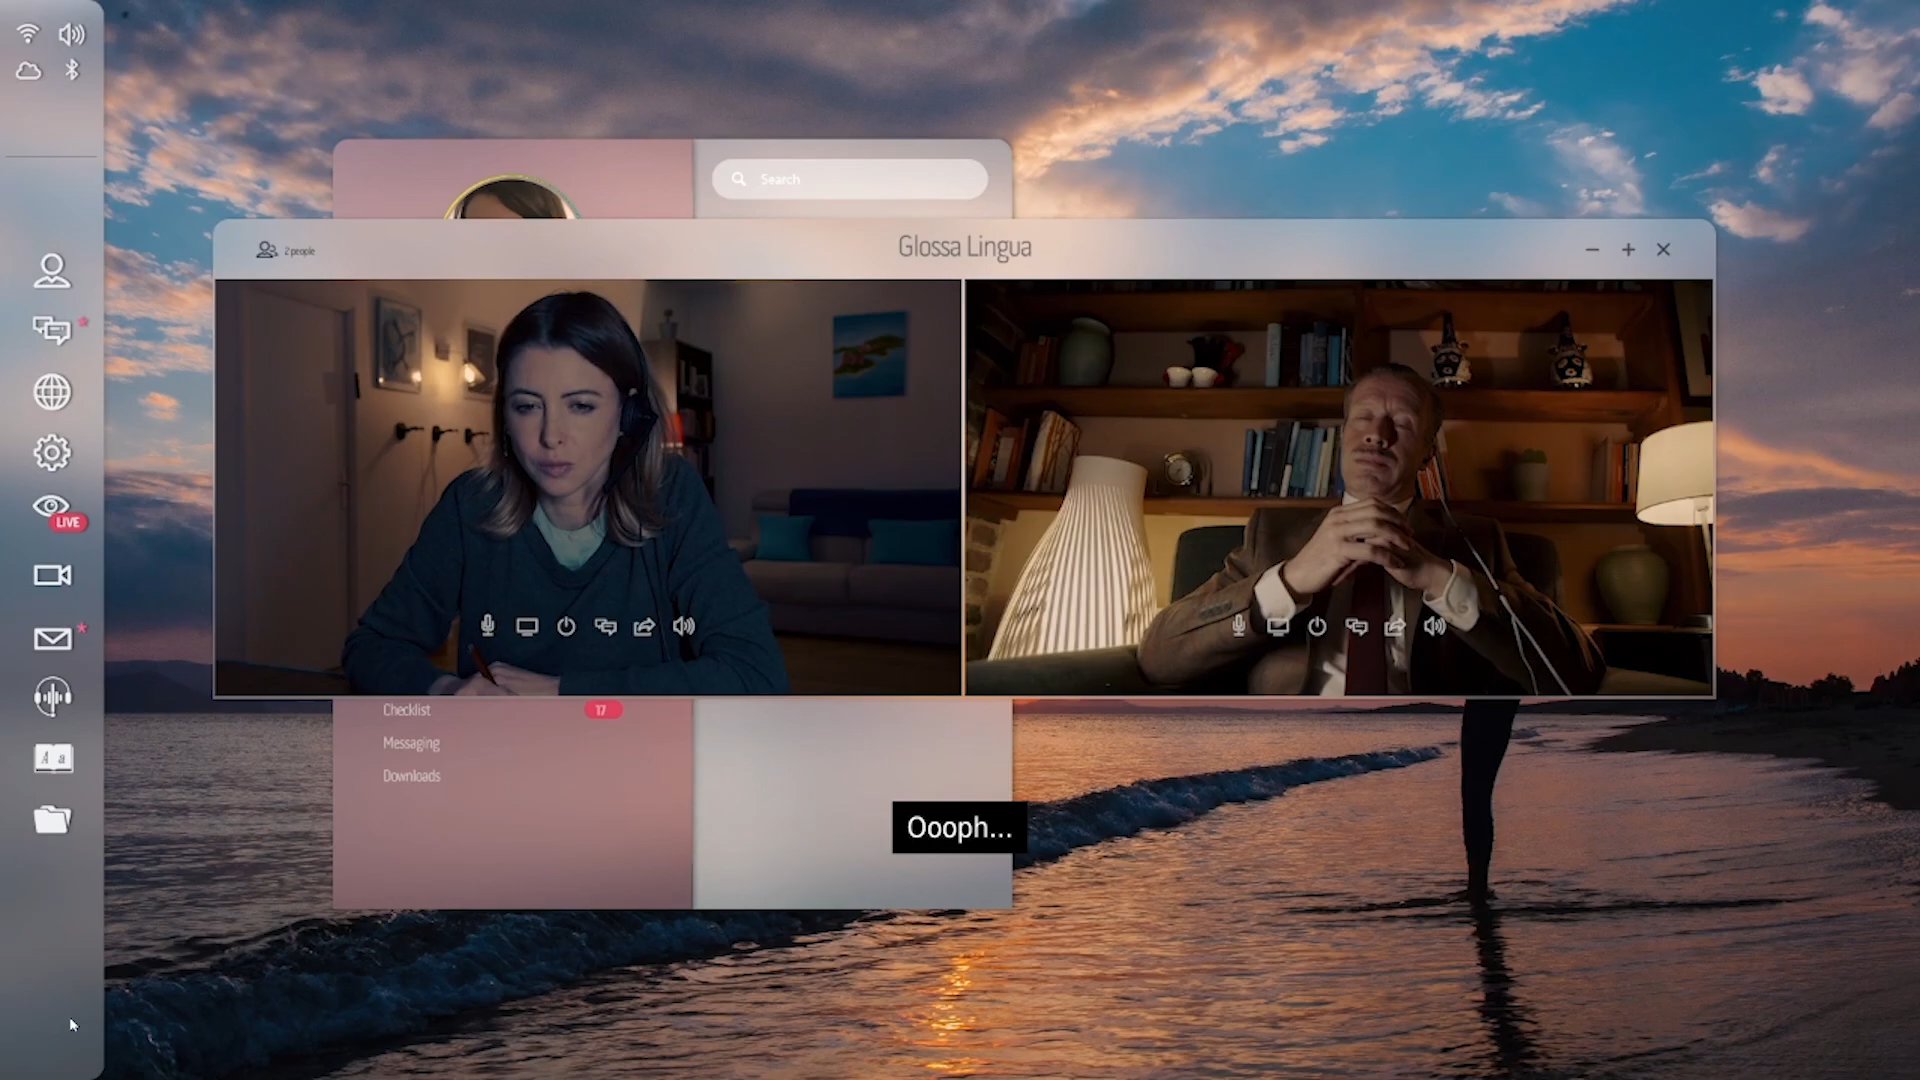 Search
2 people
Glossa Lingua
LIVE
A a
Checklist 17
Messaging
Downloads
Oooph...